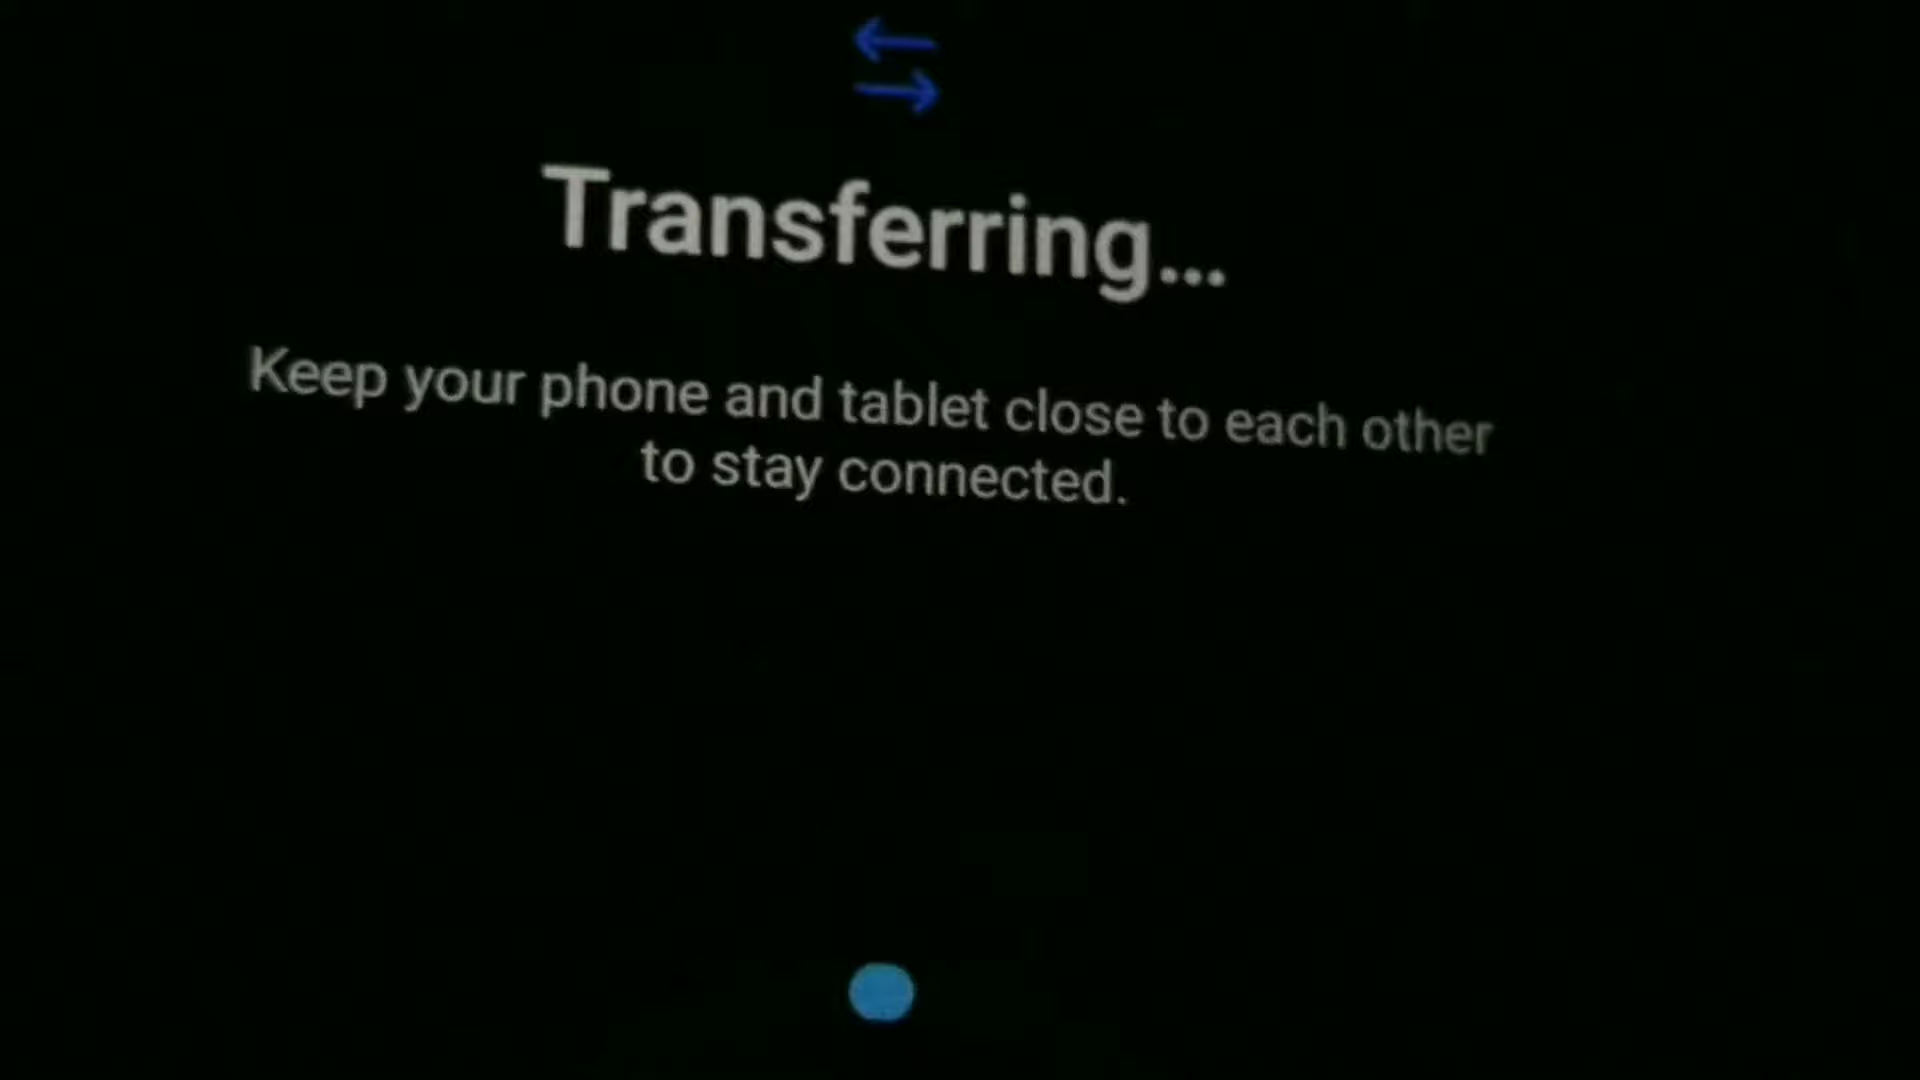 Transferring...
Keep your phone and tablet close to each other
to stay connected.